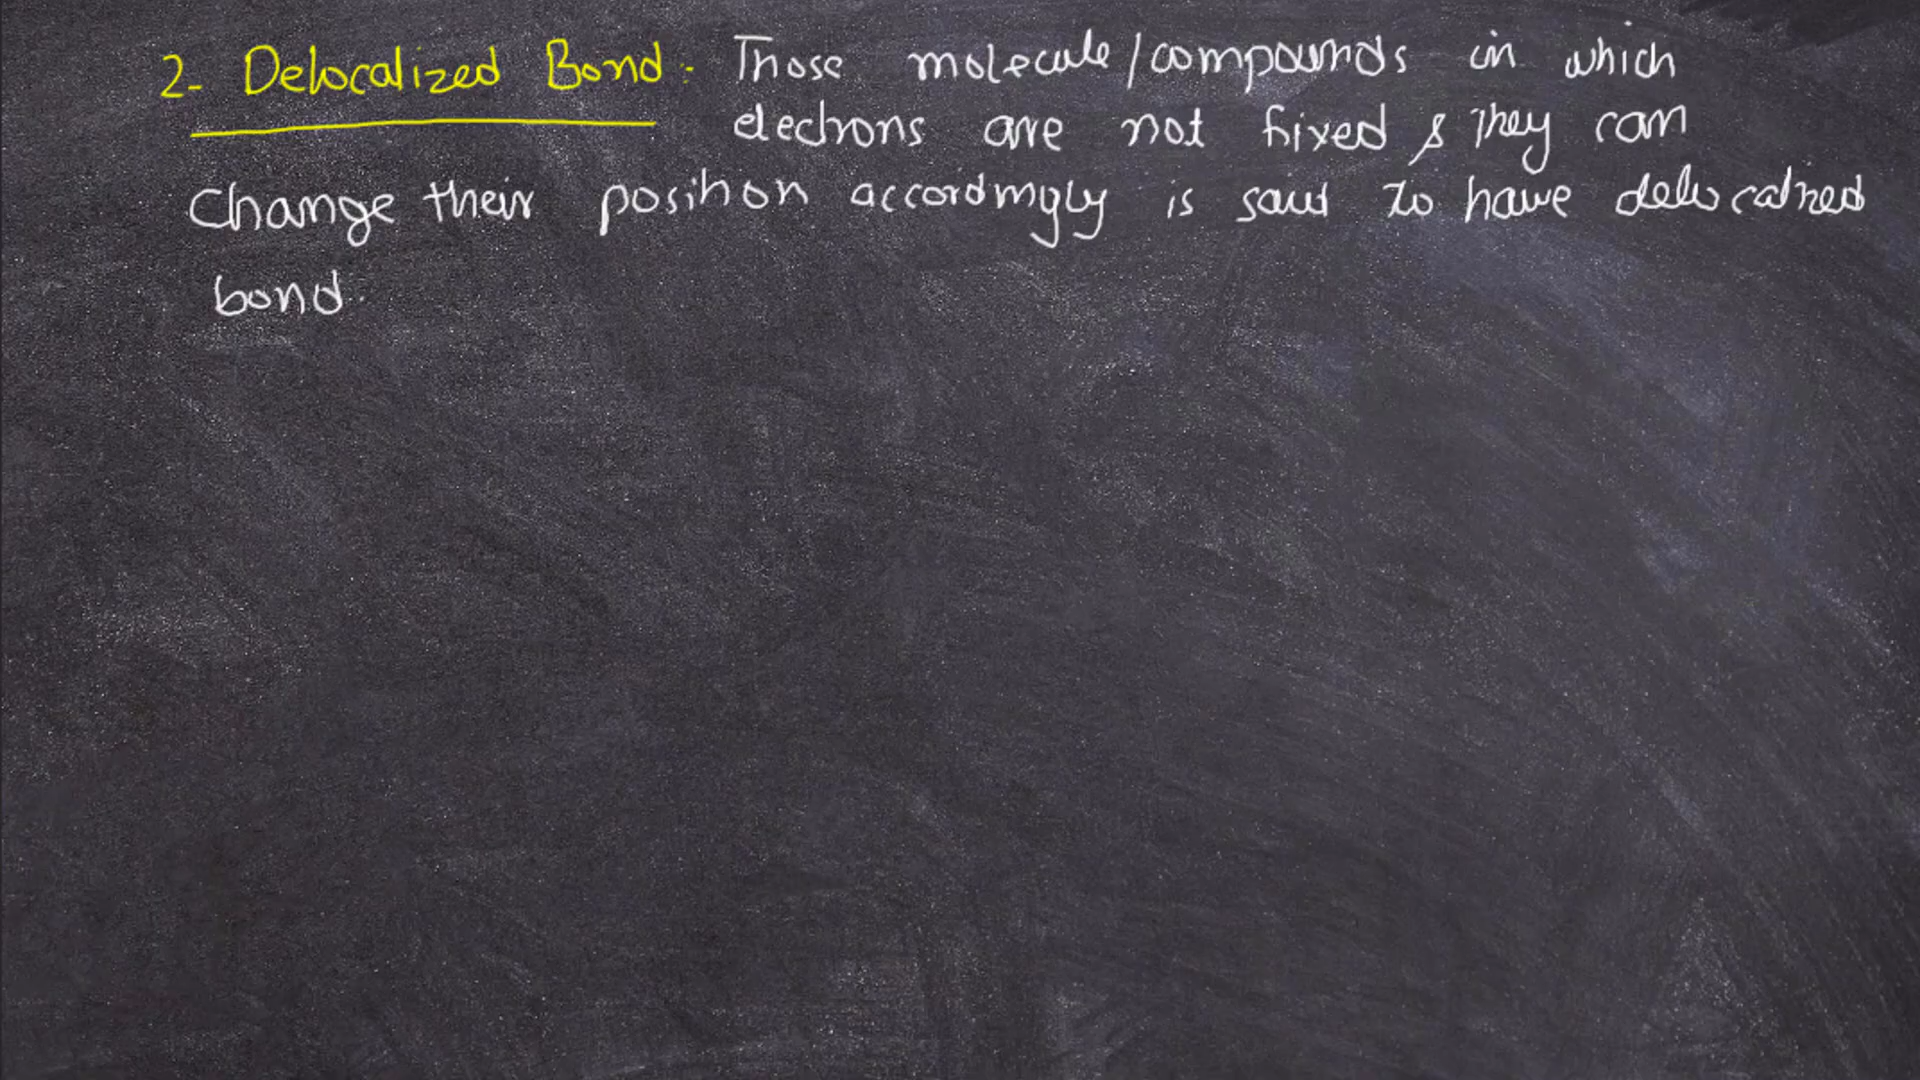 2- Delocalized Bond:- Those molecule/compounds in which
electrons are not fixed & They can
Change their position accordingly is said to have delocalized
bond.